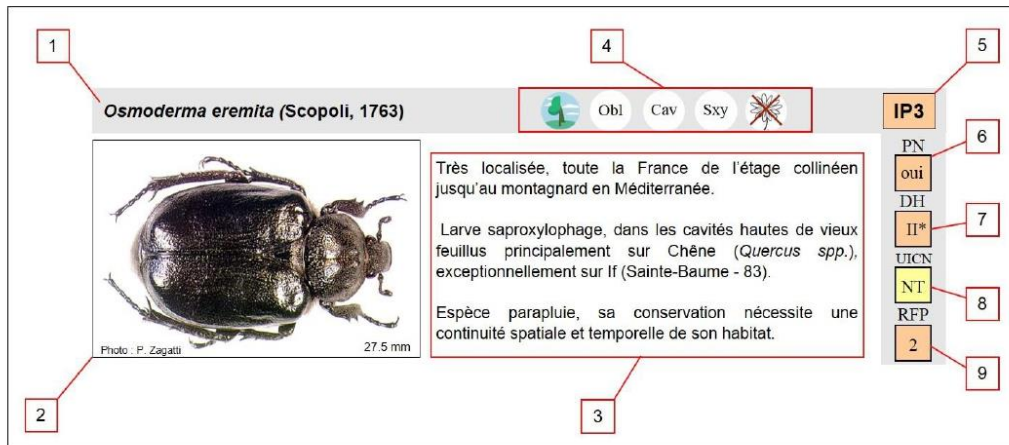 1
4
5
Osmoderma eremita (Scopoli, 1763)
Obl
Cav
Sxy
IP3
PN
6
oui
DH
7
II*
UICN
8
NT
RFP
2
9
Très localisée, toute la France de l'étage collinéen
jusqu'au montagnard en Méditerranée.
Larve saproxylophage, dans les cavités hautes de vieux
feuillus principalement sur Chêne (Quercus spp.),
exceptionnellement sur If (Sainte-Baume - 83).
Espèce parapluie, sa conservation nécessite une
continuité spatiale et temporelle de son habitat.
Photo : P. Zagatti
27.5 mm
2
3